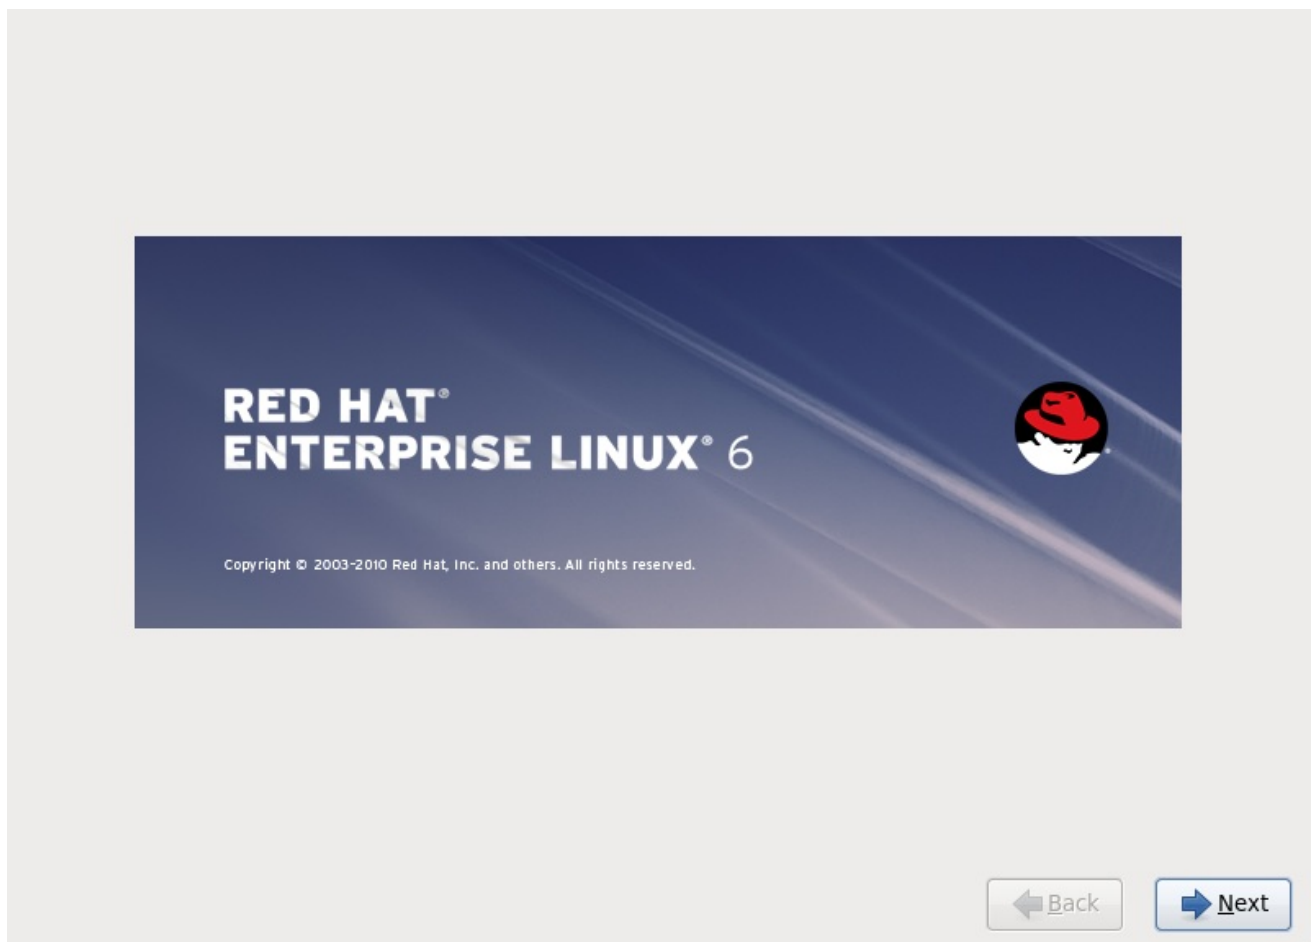 RED HAT®
ENTERPRISE LINUX® 6
Copyright © 2003-2010 Red Hat, Inc. and others. All rights reserved.
Back
Next